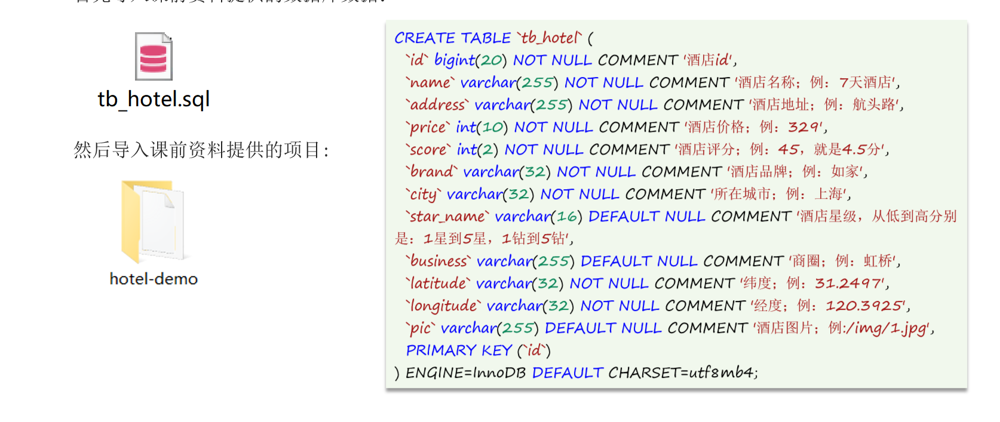 tb_hotel.sql
然后导入课前资料提供的项目：
hotel-demo
CREATE TABLE `tb_hotel` (
`id` bigint(20) NOT NULL COMMENT '酒店id',
`name` varchar(255) NOT NULL COMMENT '酒店名称；例：7天酒店',
`address` varchar(255) NOT NULL COMMENT '酒店地址；例：航头路',
`price` int(10) NOT NULL COMMENT '酒店价格；例：329',
`score` int(2) NOT NULL COMMENT '酒店评分；例：45，就是4.5分',
`brand` varchar(32) NOT NULL COMMENT '酒店品牌；例：如家',
`city` varchar(32) NOT NULL COMMENT '所在城市；例：上海',
`star_name` varchar(16) DEFAULT NULL COMMENT '酒店星级，从低到高分别
是：1星到5星，1钻到5钻',
`business` varchar(255) DEFAULT NULL COMMENT '商圈；例：虹桥',
`latitude` varchar(32) NOT NULL COMMENT '纬度；例：31.2497',
`longitude` varchar(32) NOT NULL COMMENT '经度；例：120.3925',
`pic` varchar(255) DEFAULT NULL COMMENT '酒店图片；例:/img/1.jpg',
PRIMARY KEY (`id`)
) ENGINE=InnoDB DEFAULT CHARSET=utf8mb4;